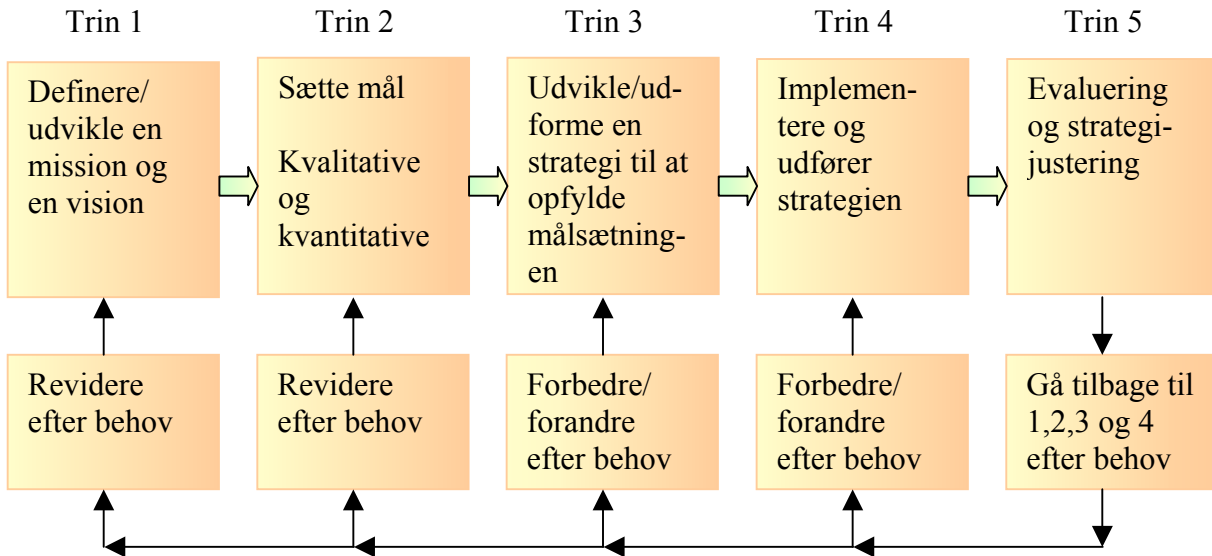 Trin 1
Trin 2
Trin 3
Trin 4
Trin 5
Definere/
udvikle en
mission og
en vision
Sætte mål
Kvalitative
og
kvantitative
Udvikle/ud-
forme en
strategi til at
opfylde
målsætning-
en
Implemen-
tere og
udfører
strategien
Evaluering
og strategi-
justering
Revidere
efter behov
Revidere
efter behov
Forbedre/
forandre
efter behov
Forbedre/
forandre
efter behov
Gå tilbage til
1,2,3 og 4
efter behov